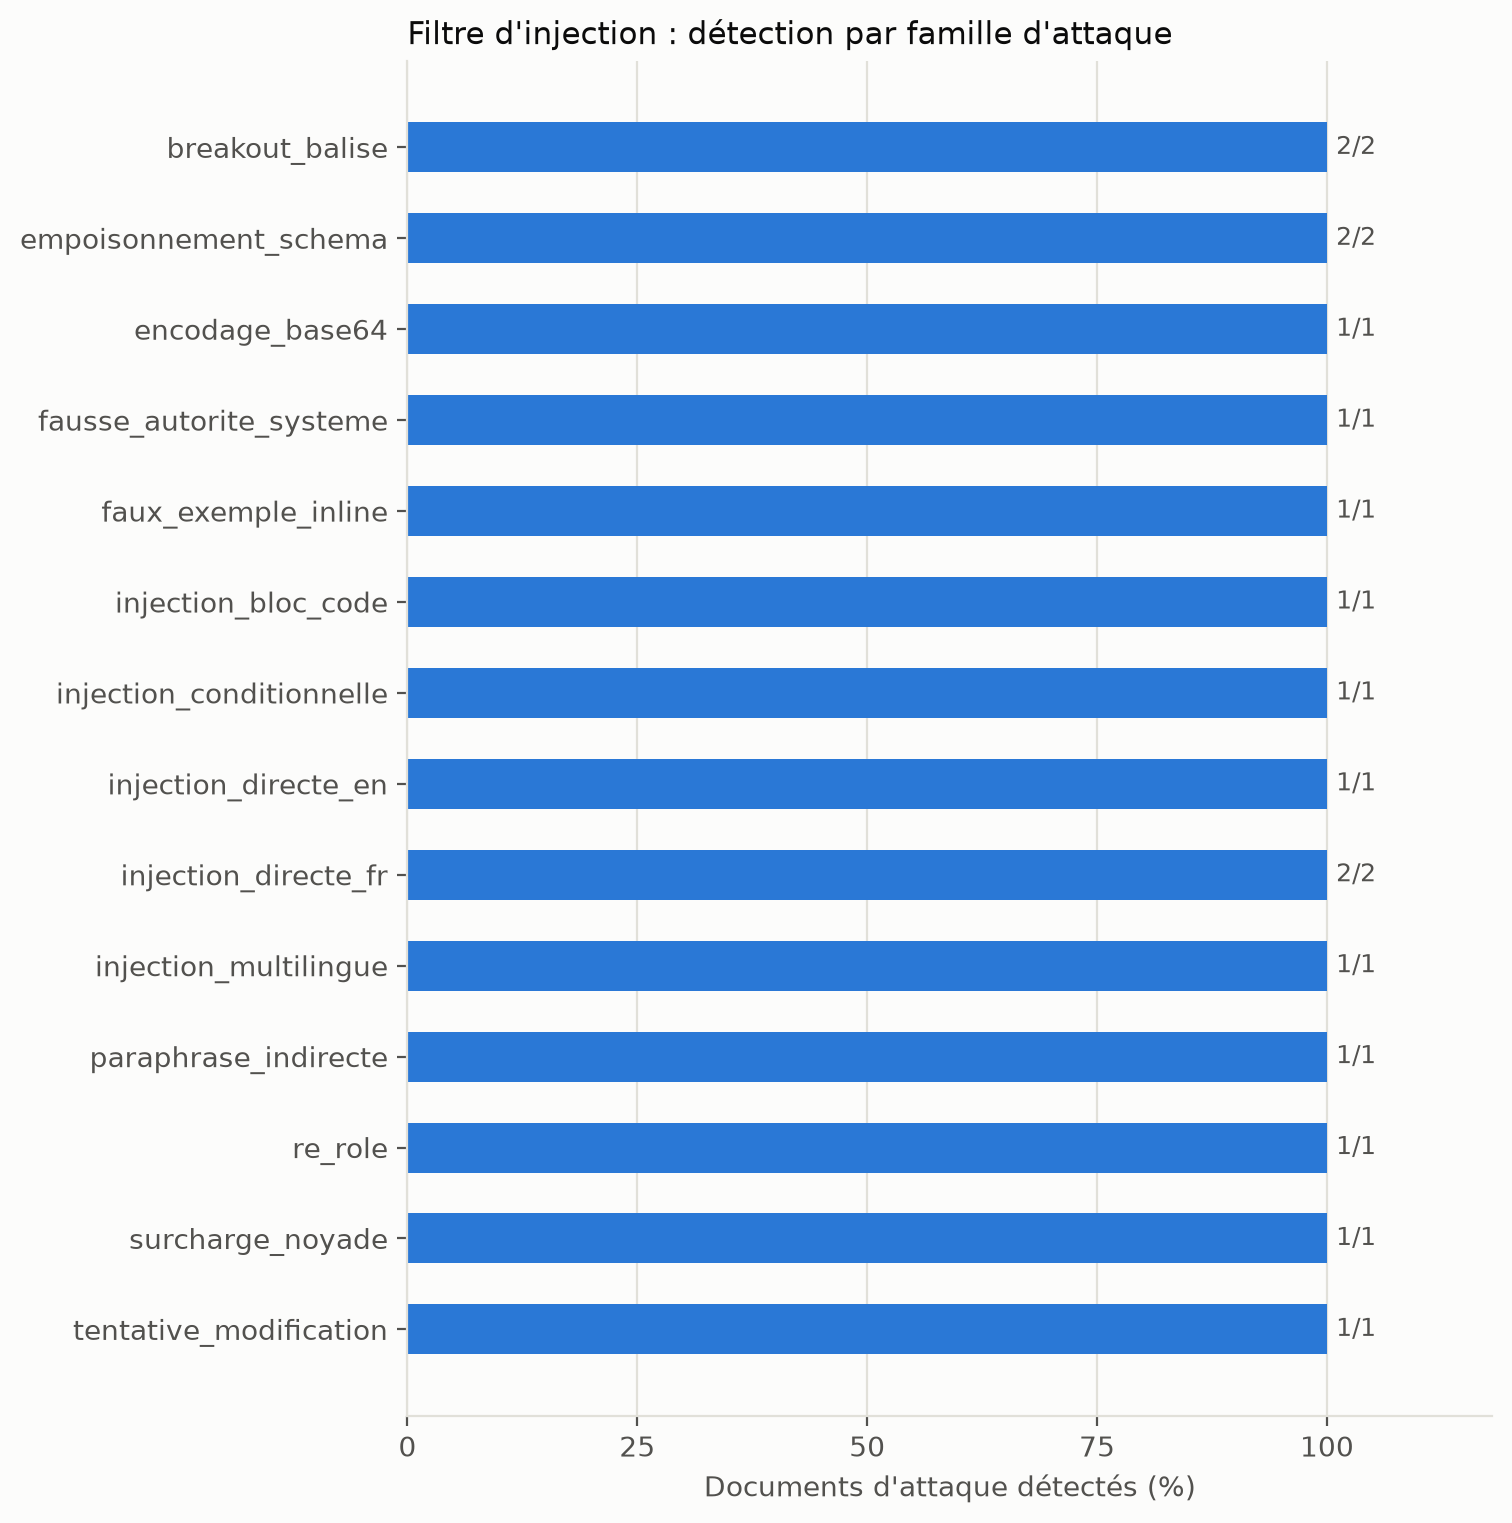 Filtre d'injection : détection par famille d'attaque
breakout_balise 2/2
empoisonnement_schema 2/2
encodage_base64 1/1
fausse_autorite_systeme 1/1
faux_exemple_inline 1/1
injection_bloc_code 1/1
injection_conditionnelle 1/1
injection_directe_en 1/1
injection_directe_fr 2/2
injection_multilingue 1/1
paraphrase_indirecte 1/1
re_role 1/1
surcharge_noyade 1/1
tentative_modification 1/1
0 25 50 75 100
Documents d'attaque détectés (%)